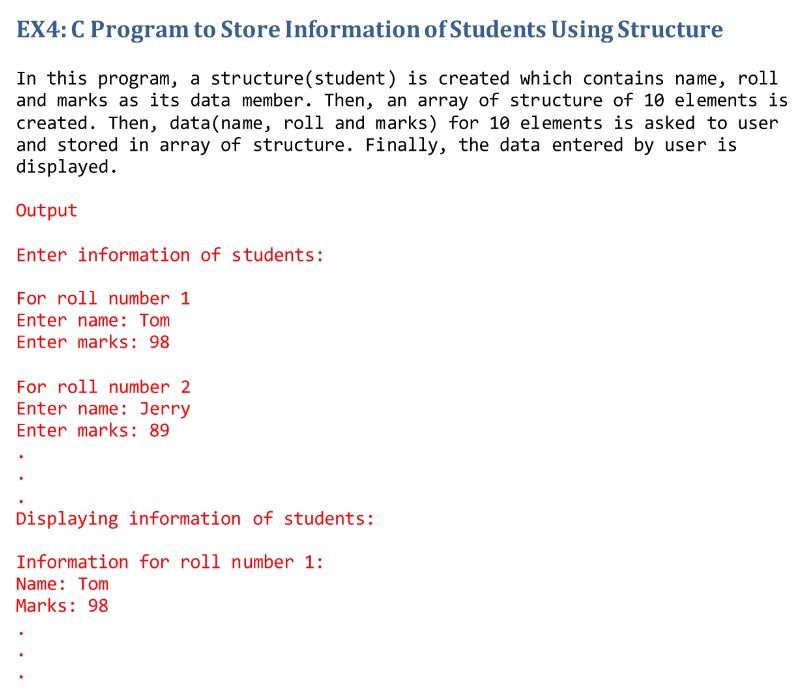 EX4: C Program to Store Information of Students Using Structure
In this program, a structure(student) is created which contains name, roll
and marks as its data member. Then, an array of structure of 10 elements is
created. Then, data(name, roll and marks) for 10 elements is asked to user
and stored in array of structure. Finally, the data entered by user is
displayed.
Output
Enter information of students:
For roll number 1
Enter name: Tom
Enter marks: 98
For roll number 2
Enter name: Jerry
Enter marks: 89
.
.
.
Displaying information of students:
Information for roll number 1:
Name: Tom
Marks: 98
.
.
.